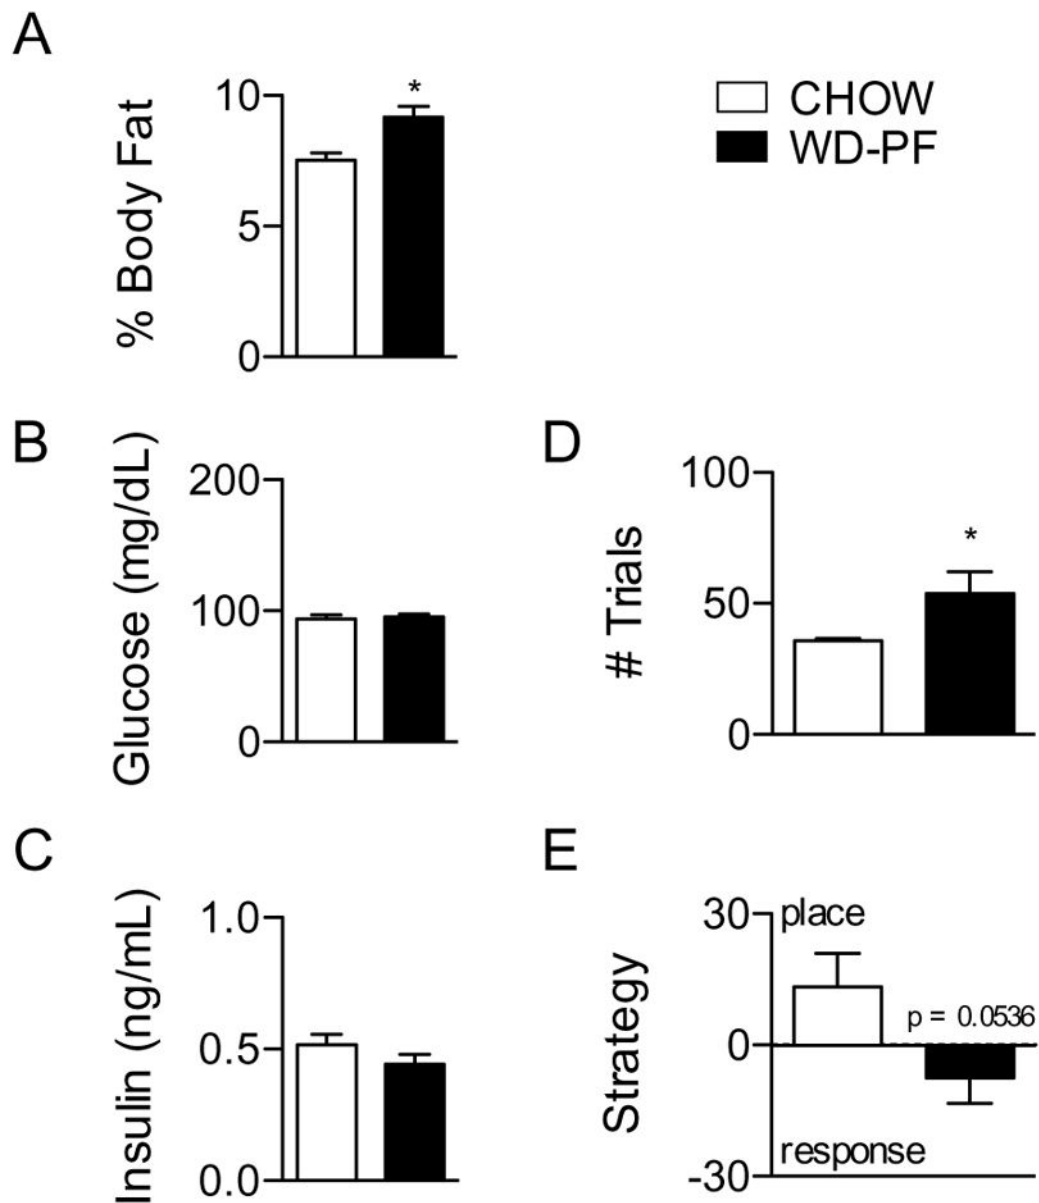 A
% Body Fat
10
5
0
*
CHOW
WD-PF
B
Glucose (mg/dL)
200
100
0
C
Insulin (ng/mL)
1.0
0.5
0.0
D
# Trials
100
50
0
*
E
Strategy
30
0
-30
place
p = 0.0536
response